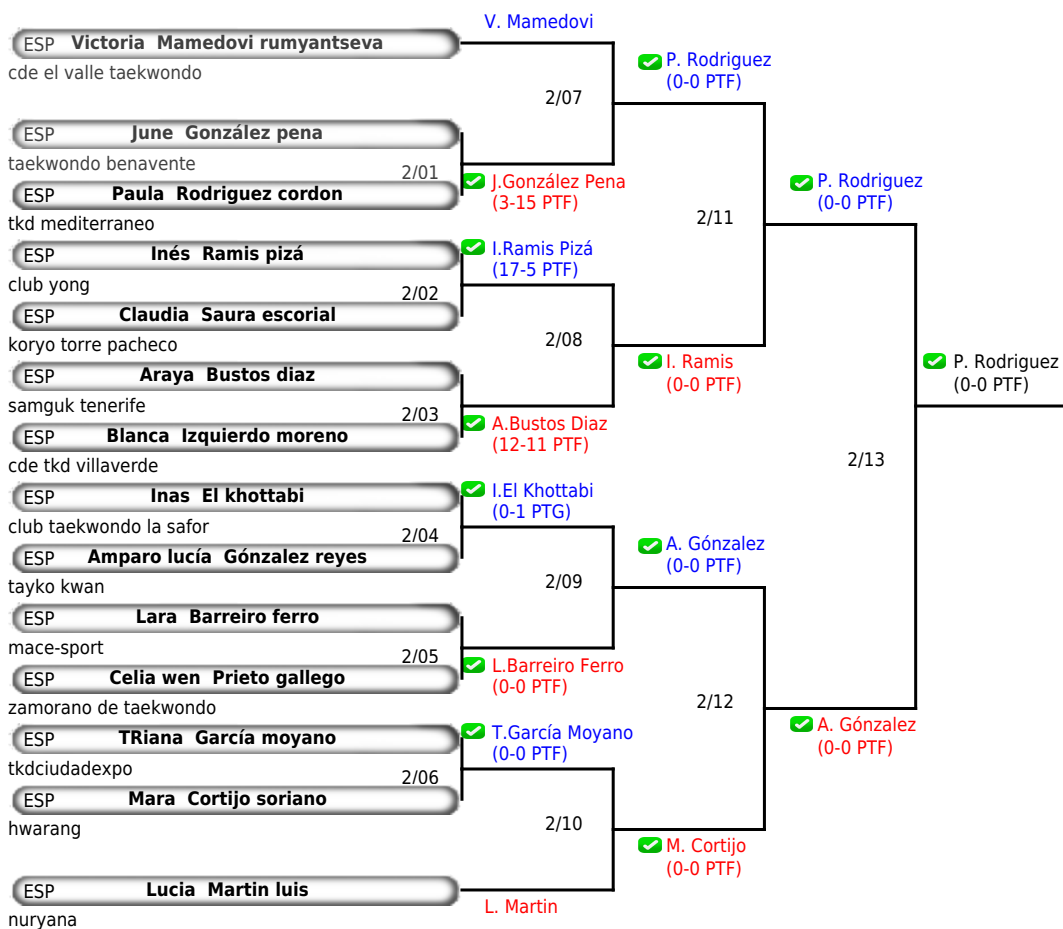 V. Mamedovi
ESP Victoria Mamedovi rumyantseva
cde el valle taekwondo
P. Rodriguez
(0-0 PTF)
2/07
ESP June González pena
taekwondo benavente
2/01
J.González Pena
(3-15 PTF)
ESP Paula Rodriguez cordon
tkd mediterraneo
P. Rodriguez
(0-0 PTF)
2/11
ESP Inés Ramis pizá
club yong
I.Ramis Pizá
(17-5 PTF)
2/02
ESP Claudia Saura escorial
koryo torre pacheco
2/08
I. Ramis
(0-0 PTF)
ESP Araya Bustos diaz
samguk tenerife
2/03
A.Bustos Diaz
(12-11 PTF)
ESP Blanca Izquierdo moreno
cde tkd villaverde
P. Rodriguez
(0-0 PTF)
2/13
ESP Inas El khottabi
club taekwondo la safor
I.El Khottabi
(0-1 PTG)
2/04
ESP Amparo lucía Gónzalez reyes
tayko kwan
A. Gónzalez
(0-0 PTF)
2/09
ESP Lara Barreiro ferro
mace-sport
2/05
L.Barreiro Ferro
(0-0 PTF)
ESP Celia wen Prieto gallego
zamorano de taekwondo
2/12
A. Gónzalez
(0-0 PTF)
ESP TRiana García moyano
tkdciudadexpo
T.García Moyano
(0-0 PTF)
2/06
ESP Mara Cortijo soriano
hwarang
2/10
M. Cortijo
(0-0 PTF)
ESP Lucia Martin luis
nuryana
L. Martin